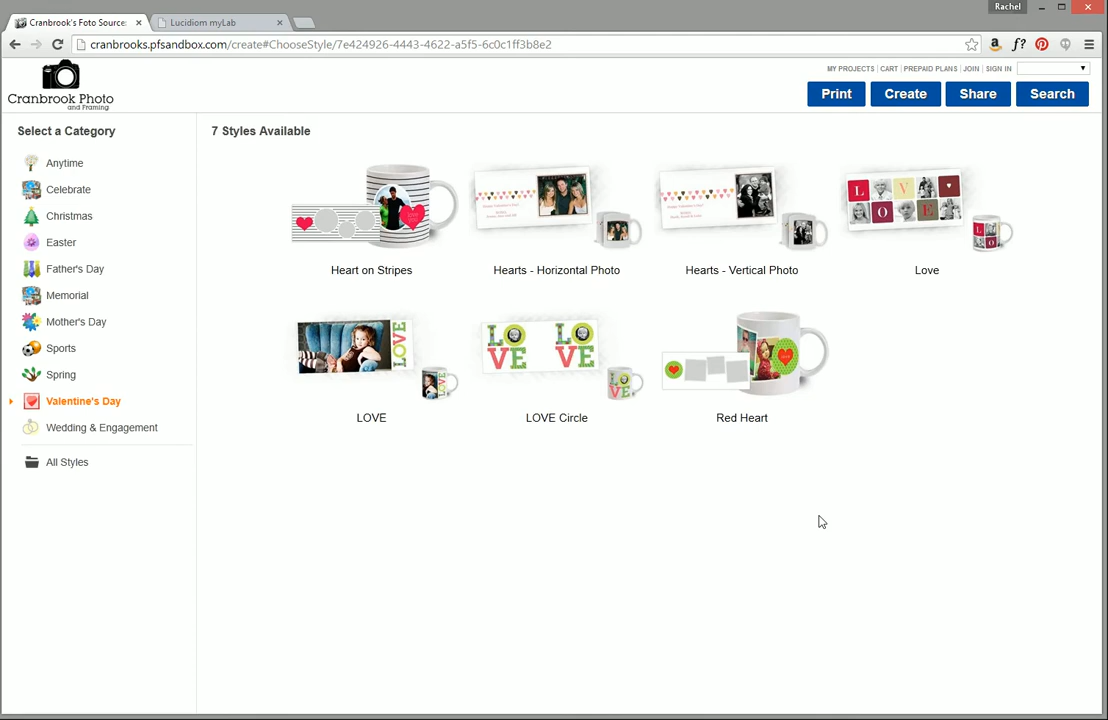 Rachel
Cranbrook's Foto Source:
Lucidiom myLab
cranbrooks.pfsandbox.com/create#ChooseStyle/7e424926-4443-4622-a5f5-6c0c1ff3b8e2
Cranbrook Photo
and Framing
MY PROJECTS | CART | PREPAID PLANS | JOIN | SIGN IN
Print
Create
Share
Search
Select a Category
Anytime
Celebrate
Christmas
Easter
Father's Day
Memorial
Mother's Day
Sports
Spring
Valentine's Day
Wedding & Engagement
All Styles
7 Styles Available
Heart on Stripes
Hearts - Horizontal Photo
Hearts - Vertical Photo
Love
LOVE
LOVE Circle
Red Heart